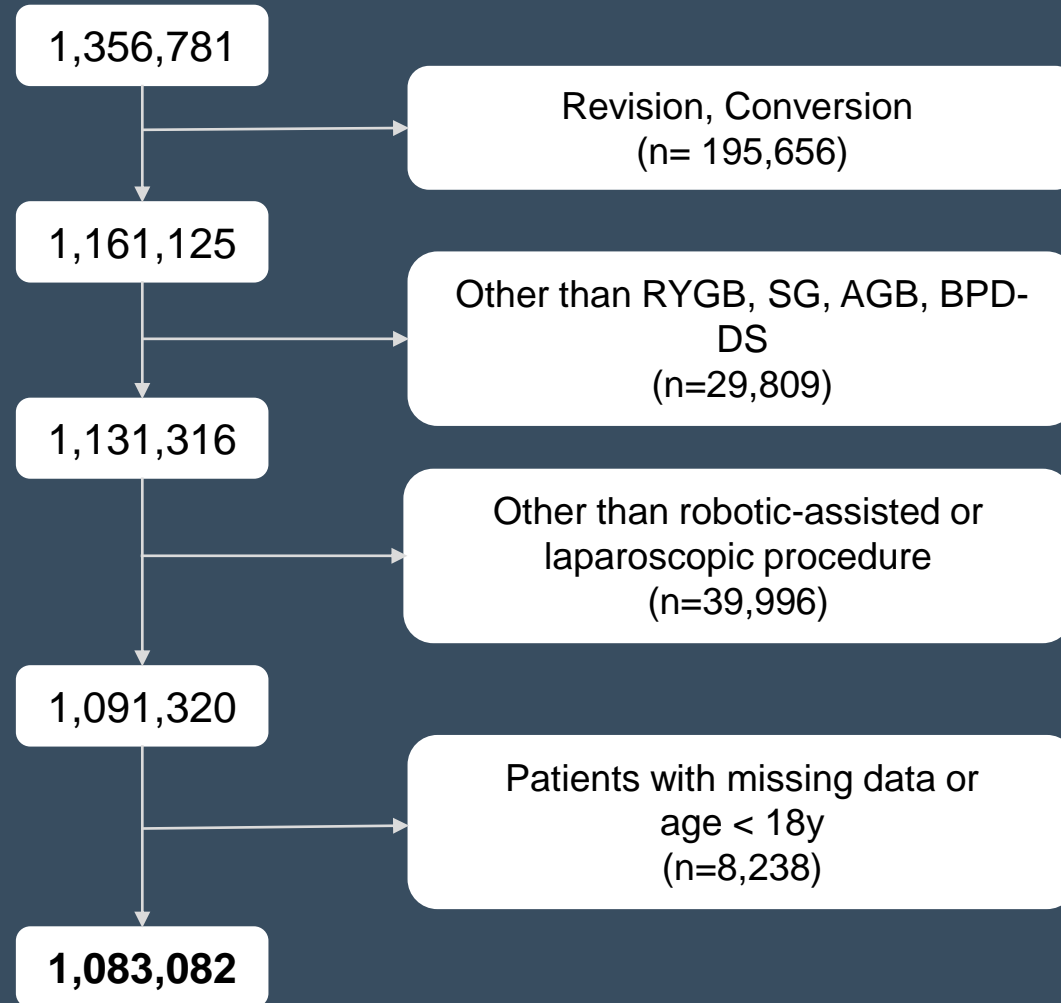 1,356,781
Revision, Conversion
(n= 195,656)
1,161,125
Other than RYGB, SG, AGB, BPD-
DS
(n=29,809)
1,131,316
Other than robotic-assisted or
laparoscopic procedure
(n=39,996)
1,091,320
Patients with missing data or
age < 18y
(n=8,238)
1,083,082